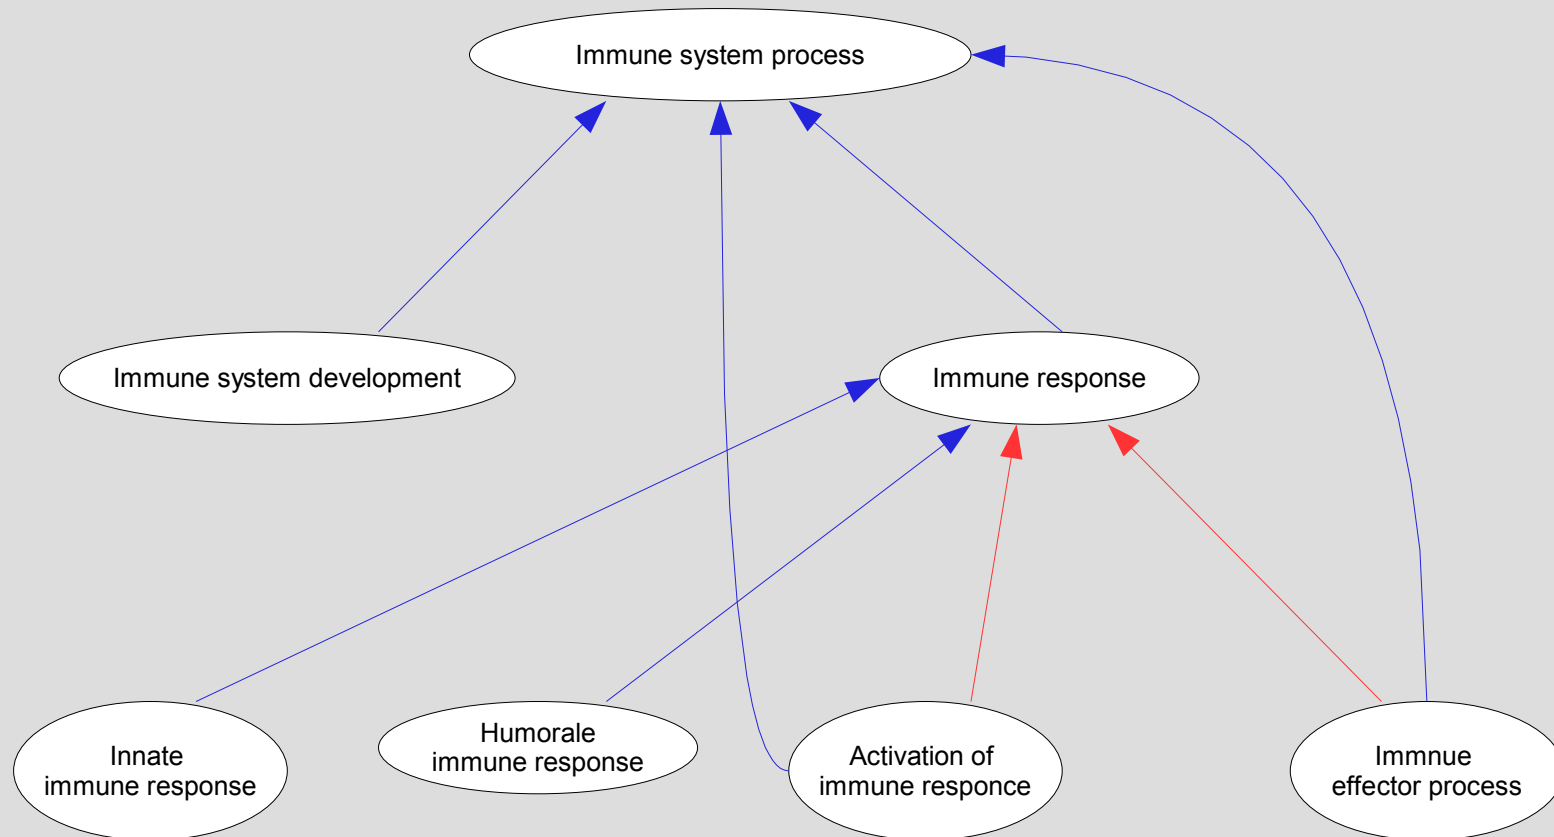 Immune system process
Immune system development
Immune response
Innate
immune response
Humorale
immune response
Activation of
immune responce
Immnue
effector process